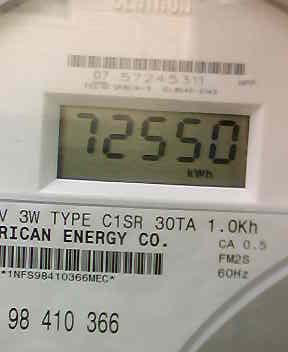 CENTRON
07 57245311
72550
kWh
V 3W TYPE C1SR 30TA 1.0Kh
RICAN ENERGY CO.
CA 0.5
FM2S
60Hz
*1NFS98410366MEC*
98 410 366